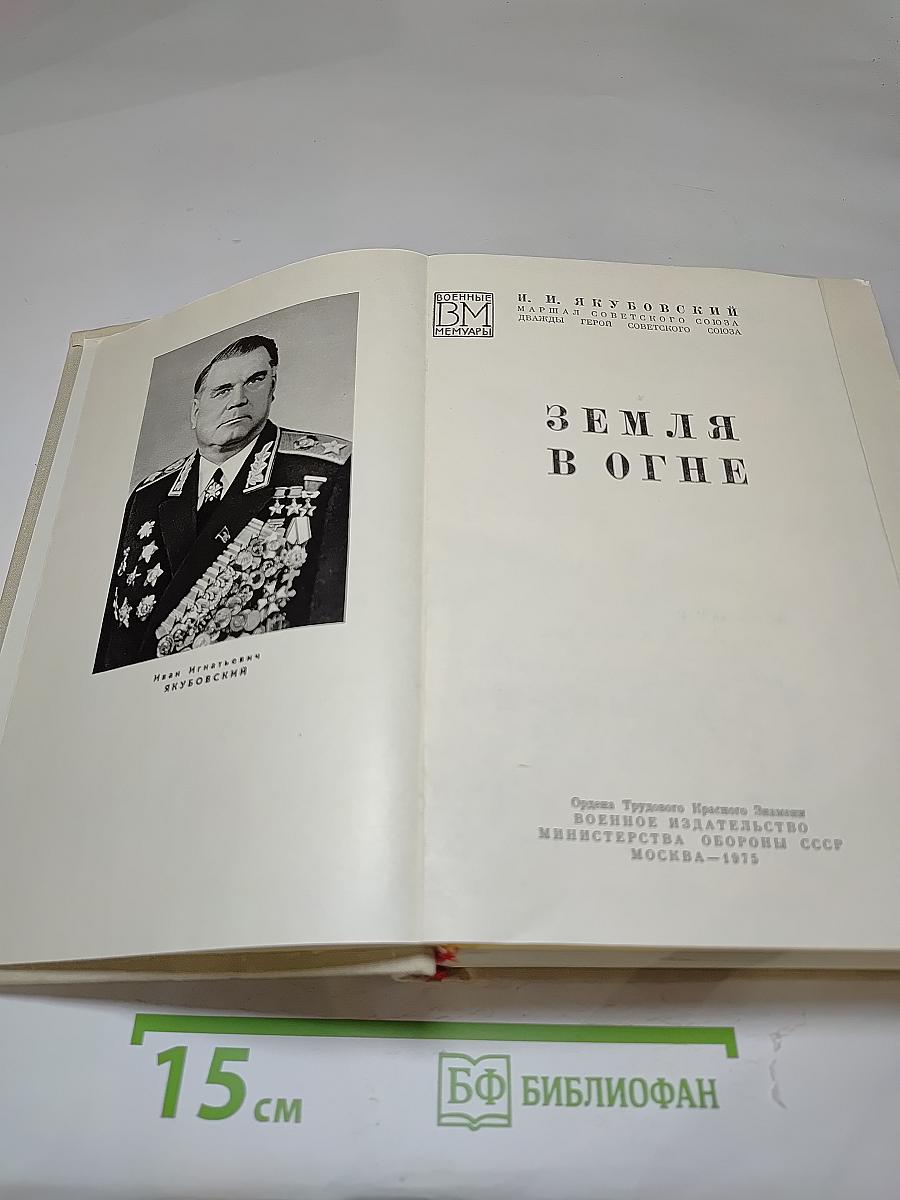 Иван Игнатьевич
ЯКУБОВСКИЙ
ВОЕННЫЕ
ВМ
МЕМУАРЫ
И. И. ЯКУБОВСКИЙ
МАРШАЛ СОВЕТСКОГО СОЮЗА
ДВАЖДЫ ГЕРОЙ СОВЕТСКОГО СОЮЗА
ЗЕМЛЯ
В ОГНЕ
Ордена Трудового Красного Знамени
ВОЕННОЕ ИЗДАТЕЛЬСТВО
МИНИСТЕРСТВА ОБОРОНЫ СССР
МОСКВА—1975
15 см
БФ БИБЛИОФАН